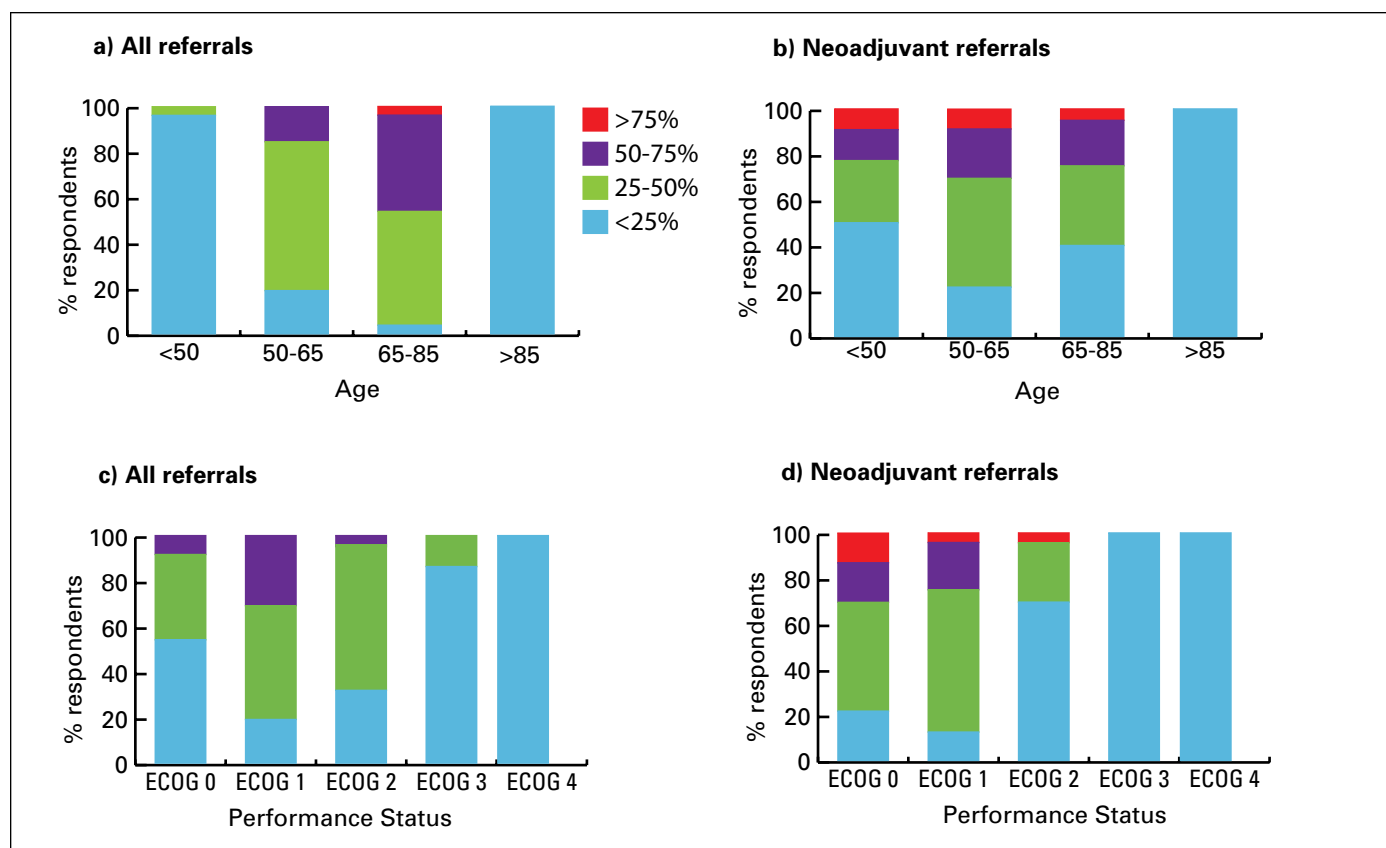 a) All referrals
% respondents
100
80
60
40
20
0
<50 50-65 65-85 >85
Age
>75%
50-75%
25-50%
<25%
b) Neoadjuvant referrals
% respondents
100
80
60
40
20
0
<50 50-65 65-85 >85
Age
c) All referrals
% respondents
100
80
60
40
20
0
ECOG 0 ECOG 1 ECOG 2 ECOG 3 ECOG 4
Performance Status
d) Neoadjuvant referrals
% respondents
100
80
60
40
20
0
ECOG 0 ECOG 1 ECOG 2 ECOG 3 ECOG 4
Performance Status